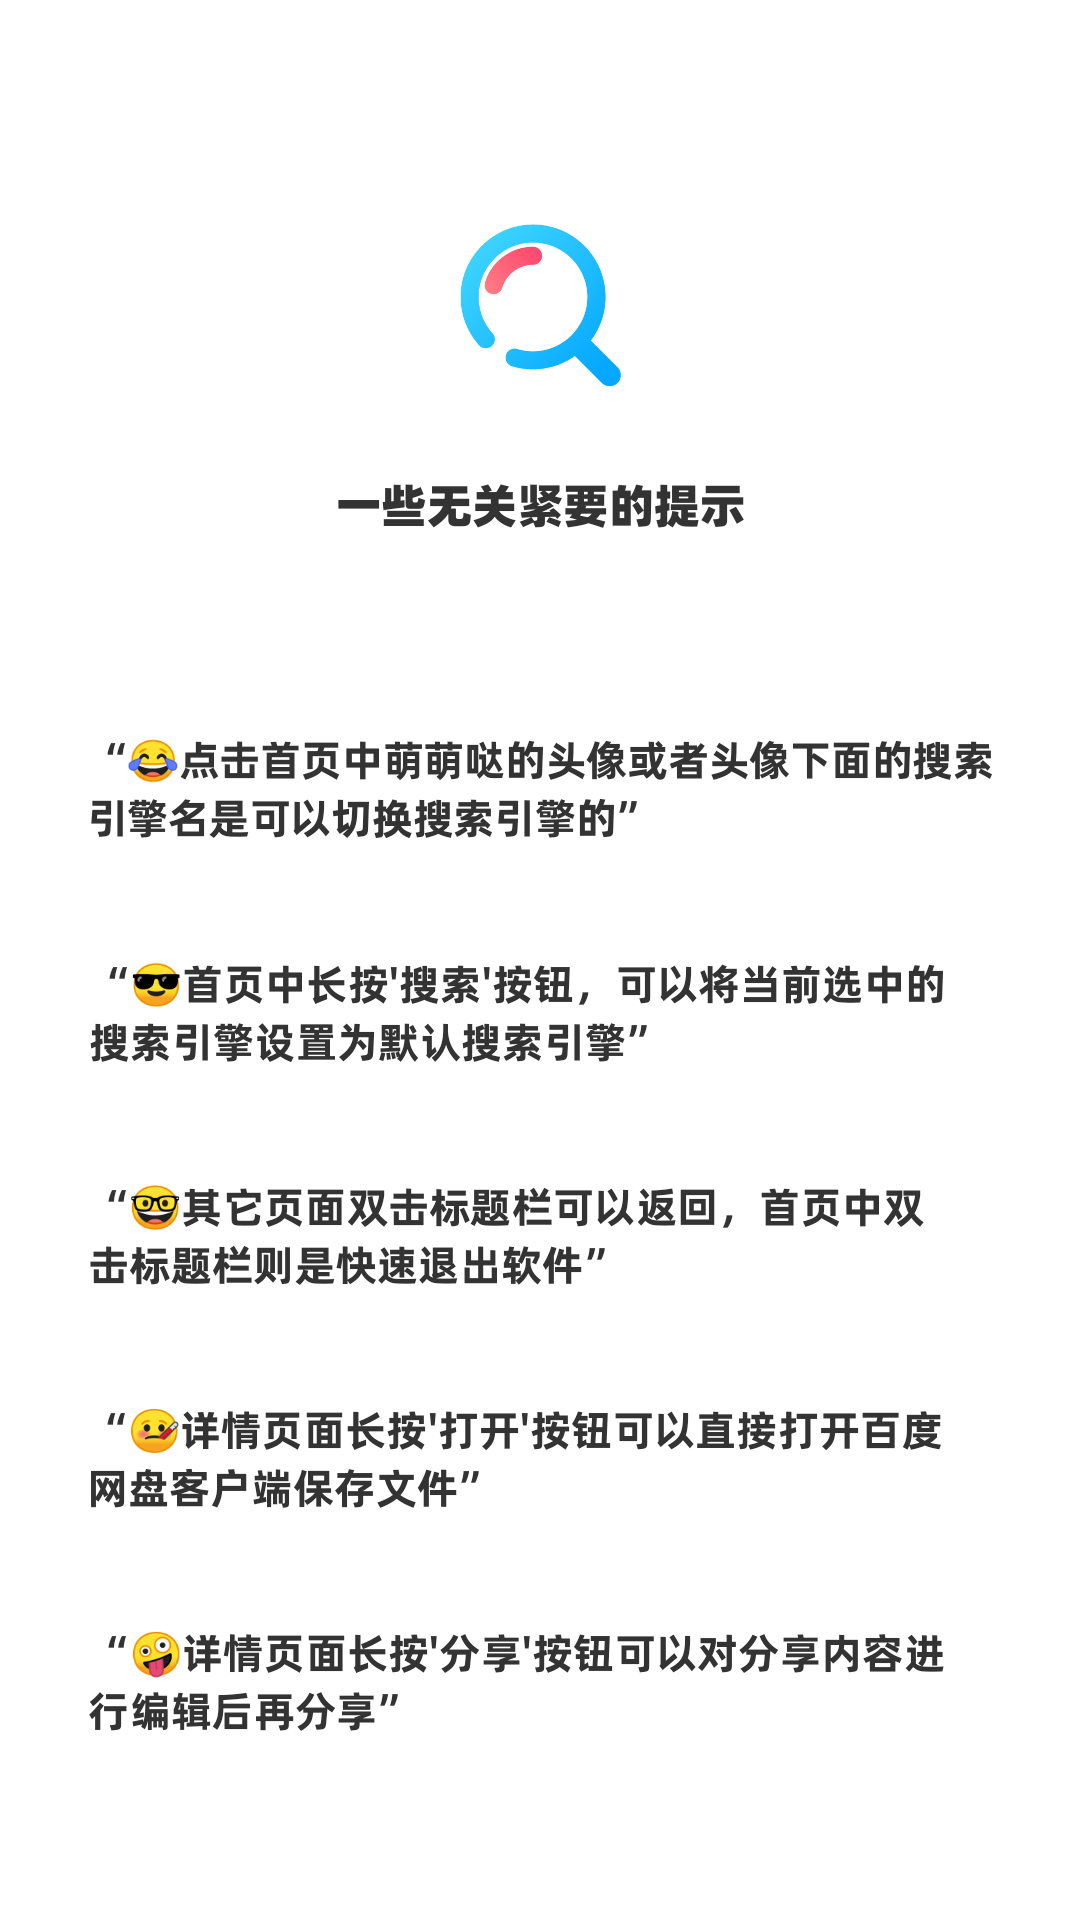 一些无关紧要的提示
“😂点击首页中萌萌哒的头像或者头像下面的搜索
引擎名是可以切换搜索引擎的”
“😎首页中长按'搜索'按钮，可以将当前选中的
搜索引擎设置为默认搜索引擎”
“🤓其它页面双击标题栏可以返回，首页中双
击标题栏则是快速退出软件”
“🤒详情页面长按'打开'按钮可以直接打开百度
网盘客户端保存文件”
“🤪详情页面长按'分享'按钮可以对分享内容进
行编辑后再分享”